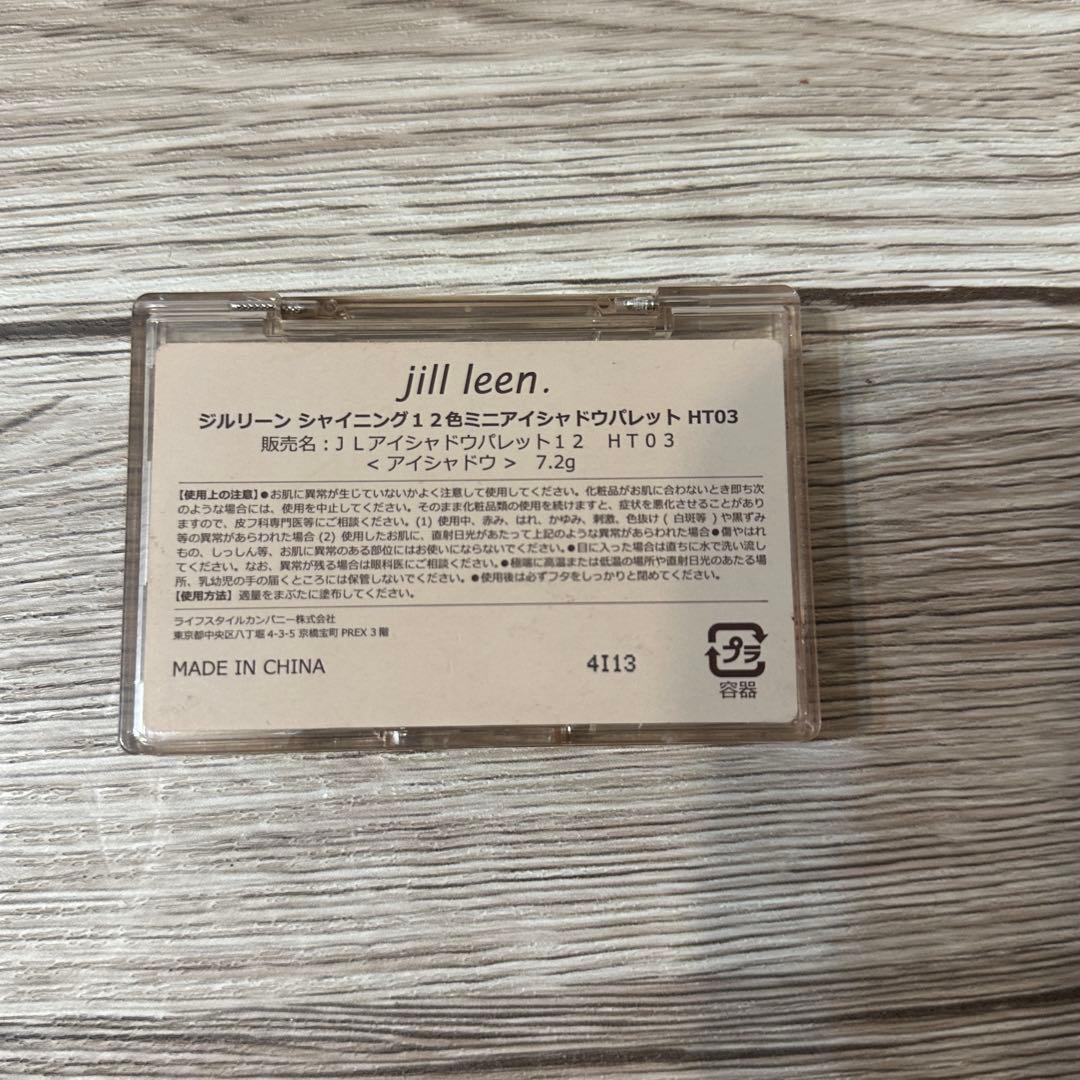 jill leen.
ジルリーン シャイニング１２色ミニアイシャドウパレット HT03
販売名：ＪＬアイシャドウパレット１２　ＨＴ０３
＜アイシャドウ＞　7.2g
【使用上の注意】●お肌に異常が生じていないかよく注意して使用してください。化粧品がお肌に合わないとき即ち次
のような場合には、使用を中止してください。そのまま化粧品類の使用を続けますと、症状を悪化させることがあり
ますので、皮フ科専門医等にご相談ください。(1) 使用中、赤み、はれ、かゆみ、刺激、色抜け ( 白斑等 ) や黒ずみ
等の異常があらわれた場合 (2) 使用したお肌に、直射日光があたって上記のような異常があらわれた場合●傷やはれ
もの、しっしん等、お肌に異常のある部位にはお使いにならないでください。●目に入った場合は直ちに水で洗い流し
てください。なお、異常が残る場合は眼科医にご相談ください。●極端に高温または低温の場所や直射日光のあたる場
所、乳幼児の手の届くところには保管しないでください。●使用後は必ずフタをしっかりと閉めてください。
【使用方法】適量をまぶたに塗布してください。
ライフスタイルカンパニー株式会社
東京都中央区八丁堀 4-3-5 京橋宝町 PREX 3 階
MADE IN CHINA
4I13
プラ
容器